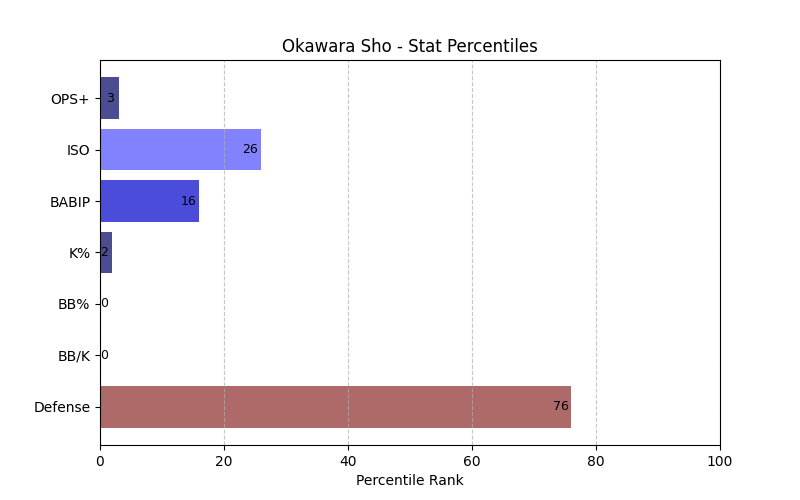 Okawara Sho - Stat Percentiles
OPS+ 3
ISO 26
BABIP 16
K% 2
BB% 0
BB/K 0
Defense 76
0 20 40 60 80 100
Percentile Rank